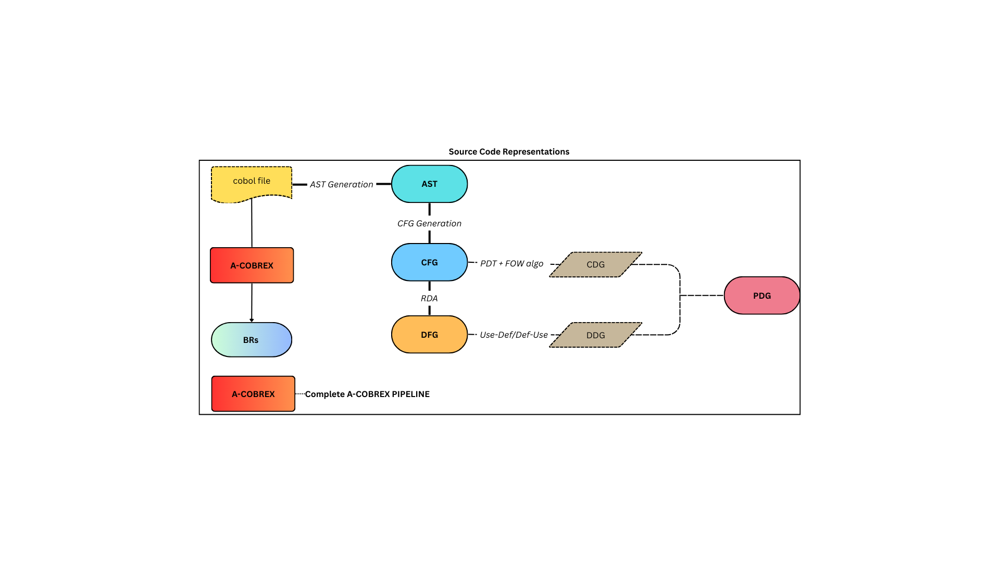 Source Code Representations
cobol file
AST Generation
AST
CFG Generation
A-COBREX
CFG
PDT + FOW algo
CDG
PDG
RDA
BRs
DFG
Use-Def/Def-Use
DDG
A-COBREX
Complete A-COBREX PIPELINE